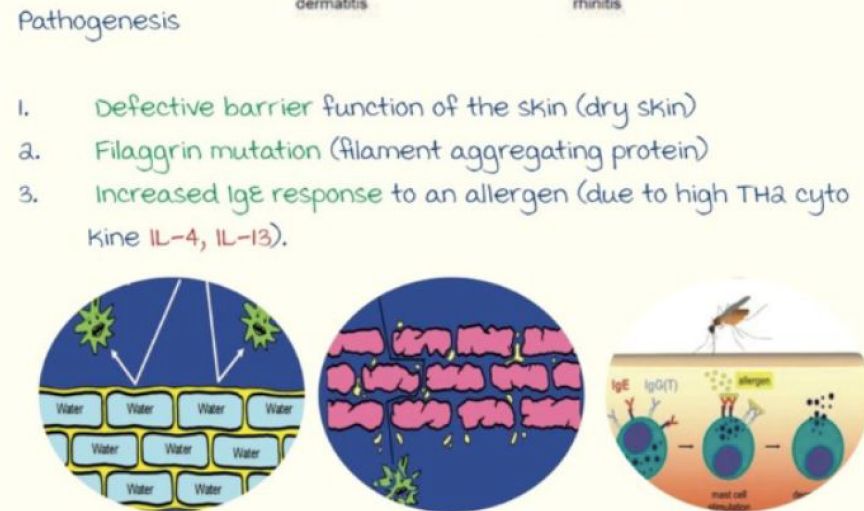 dermatitis rhinitis
Pathogenesis
1. Defective barrier function of the skin (dry skin)
2. Filaggrin mutation (filament aggregating protein)
3. Increased IgE response to an allergen (due to high TH2 cyto
kine IL-4, IL-13).
Water Water Water Water
Water Water Water
Water Water
IgE IgG(T) allergen
mast cell
stimulation